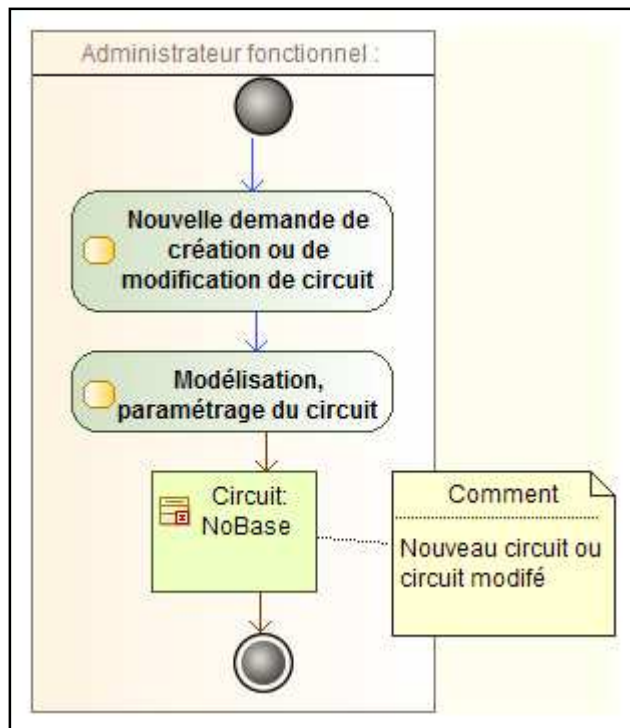 Administrateur fonctionnel :
Nouvelle demande de
création ou de
modification de circuit
Modélisation,
paramétrage du circuit
Circuit:
NoBase
Comment
Nouveau circuit ou
circuit modifé